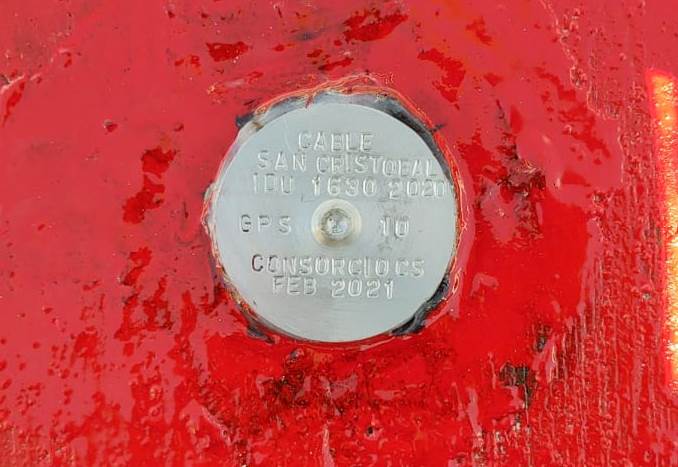 CABLE
SAN CRISTOBAL
IDU 1630 2020
GPS 10
CONSORCIO CS
FEB 2021